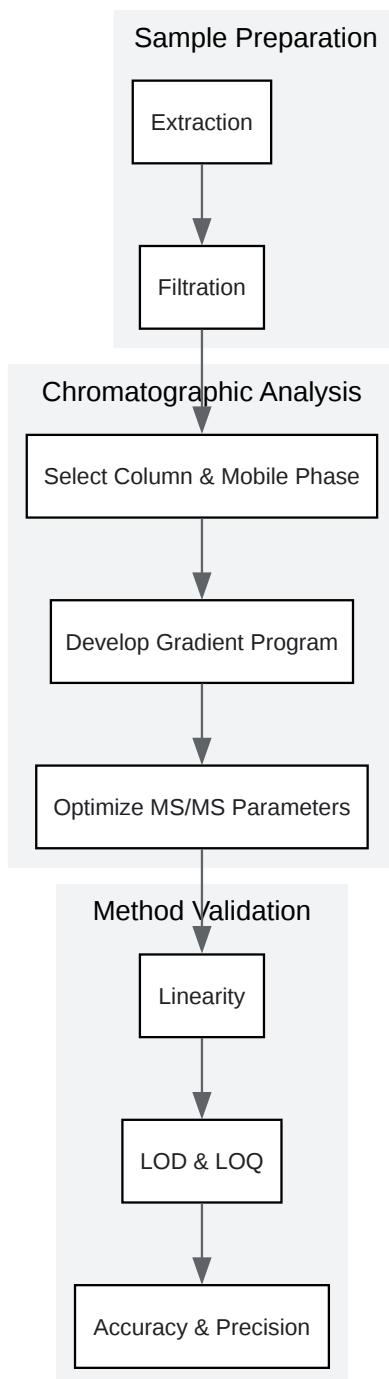 Sample Preparation
Extraction
Filtration
Chromatographic Analysis
Select Column & Mobile Phase
Develop Gradient Program
Optimize MS/MS Parameters
Method Validation
Linearity
LOD & LOQ
Accuracy & Precision